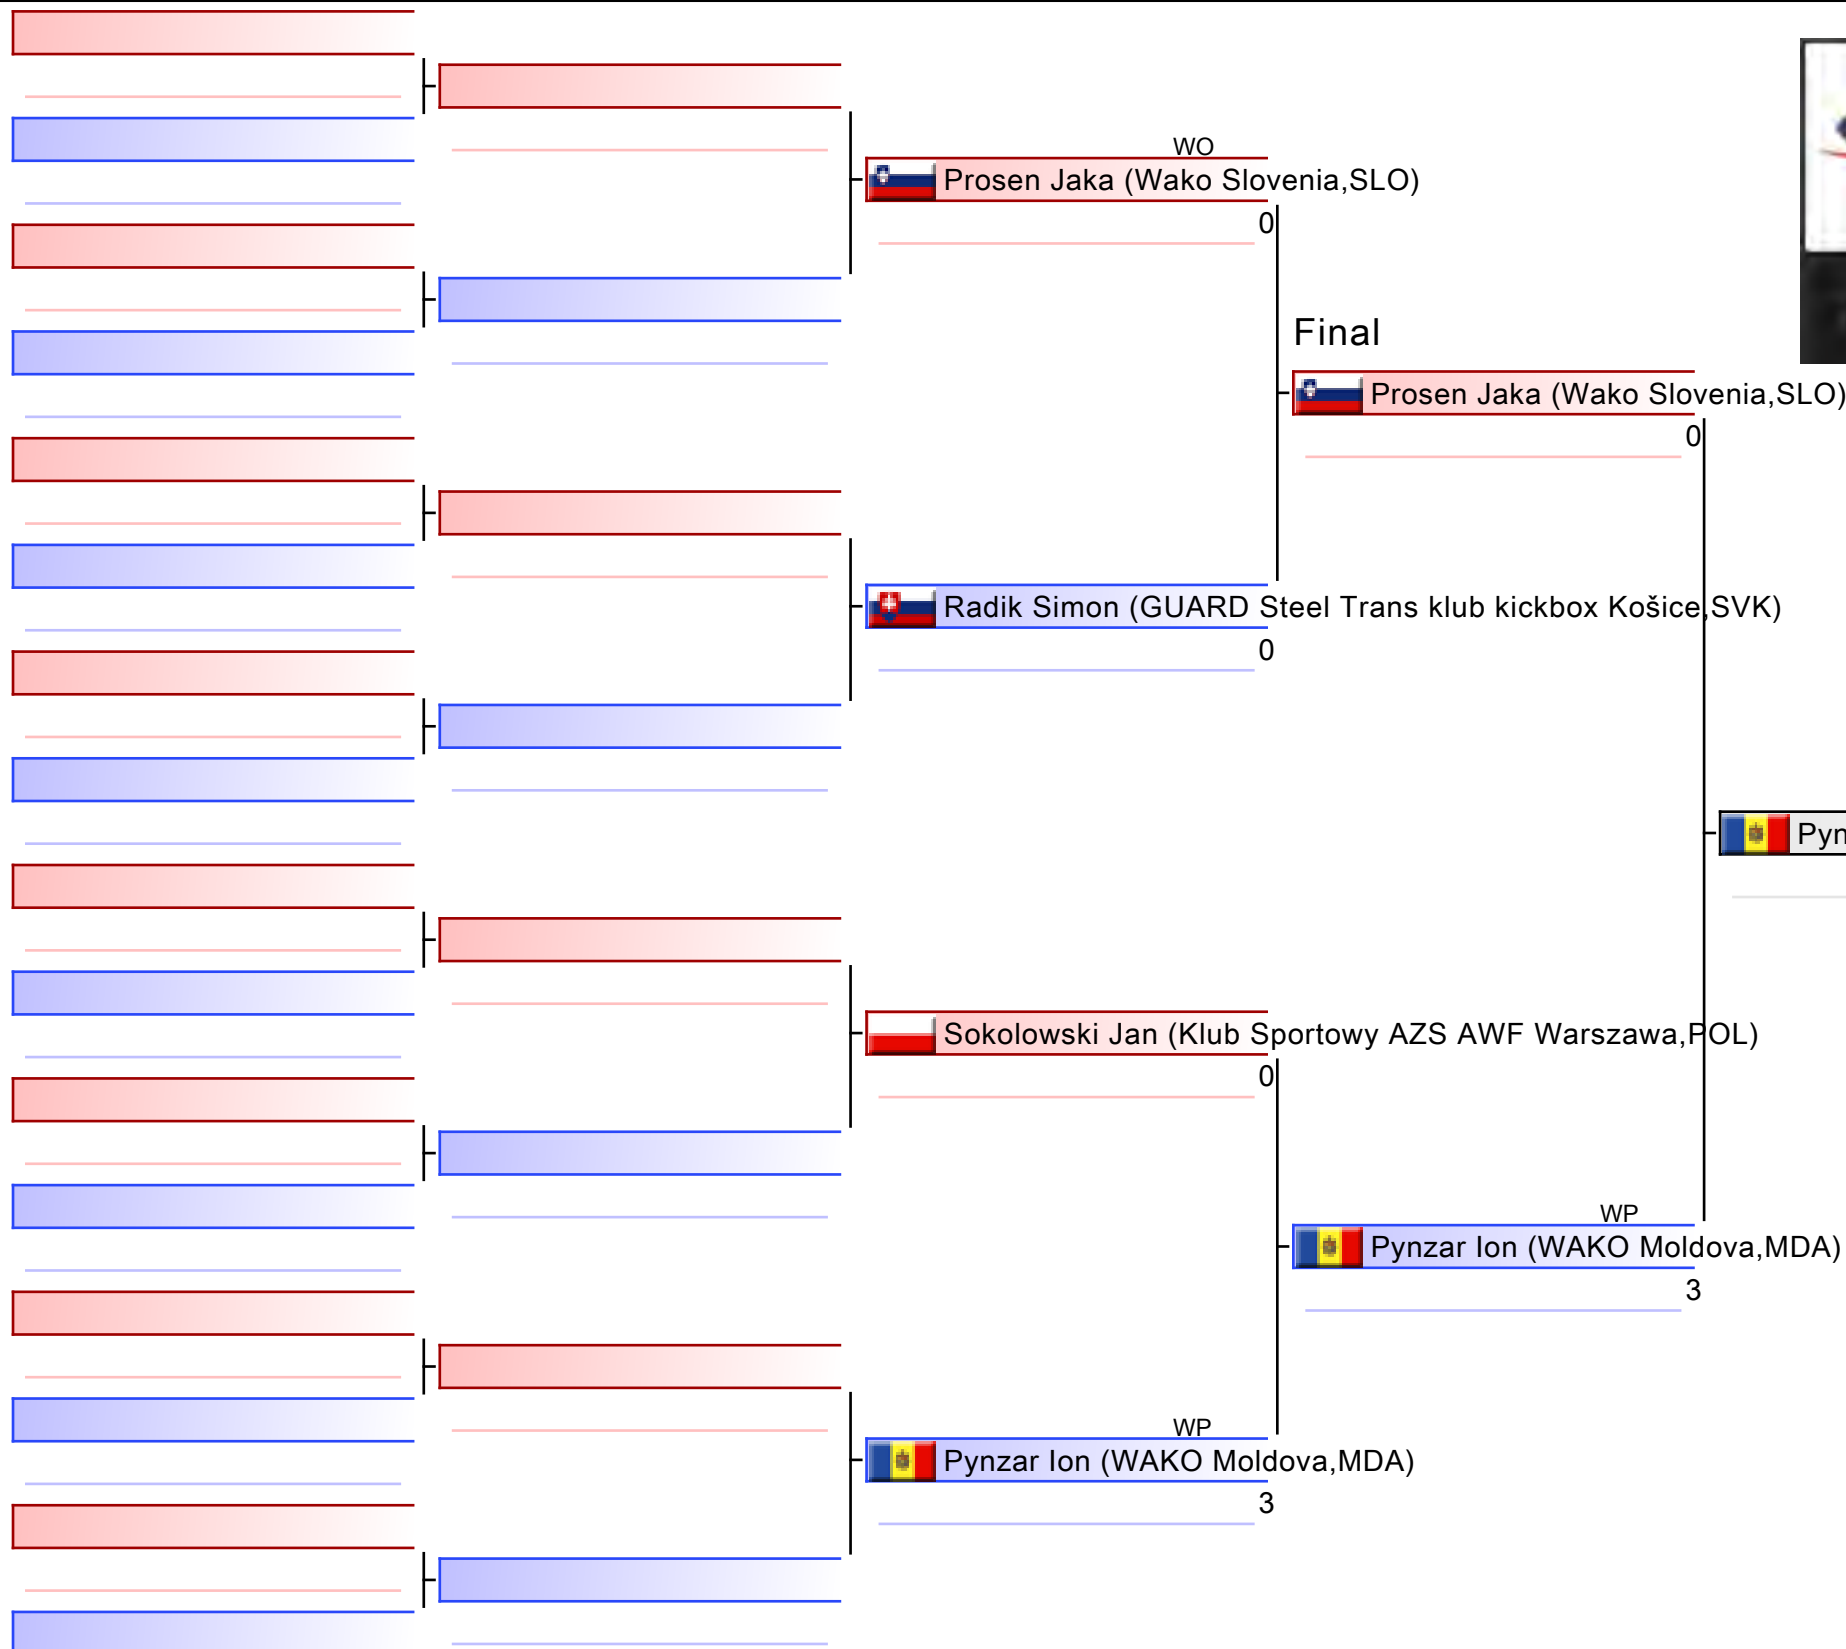 WO
Prosen Jaka (Wako Slovenia,SLO)
0
Final
Prosen Jaka (Wako Slovenia,SLO)
0
Radik Simon (GUARD Steel Trans klub kickbox Košice,SVK)
0
Pyn
Sokolowski Jan (Klub Sportowy AZS AWF Warszawa,POL)
0
WP
Pynzar Ion (WAKO Moldova,MDA)
3
WP
Pynzar Ion (WAKO Moldova,MDA)
3